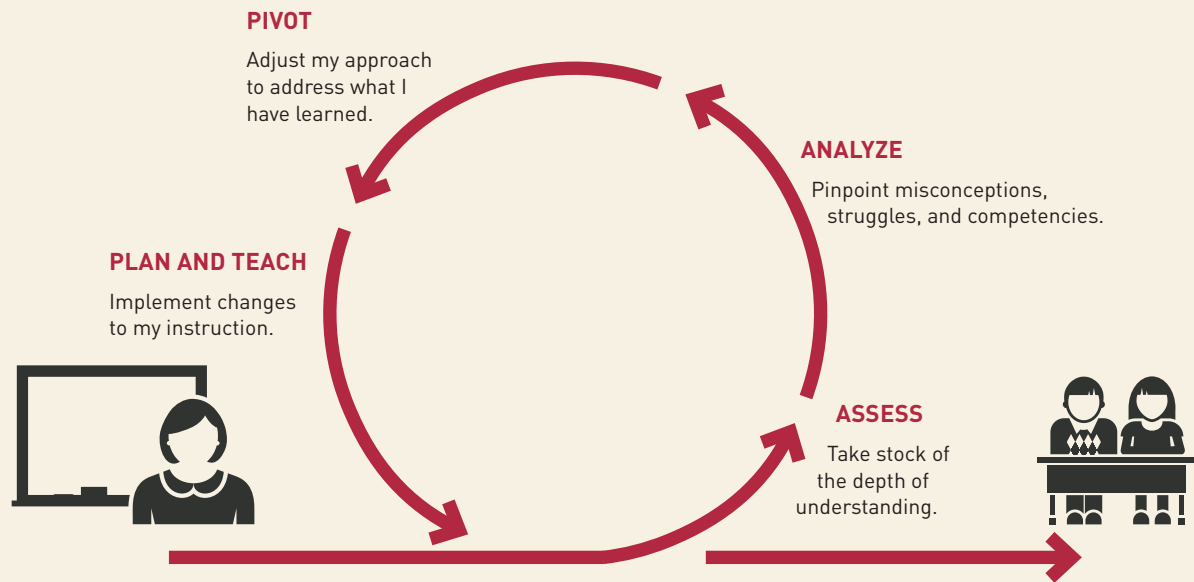 PIVOT
Adjust my approach
to address what I
have learned.
ANALYZE
Pinpoint misconceptions,
struggles, and competencies.
PLAN AND TEACH
Implement changes
to my instruction.
ASSESS
Take stock of
the depth of
understanding.